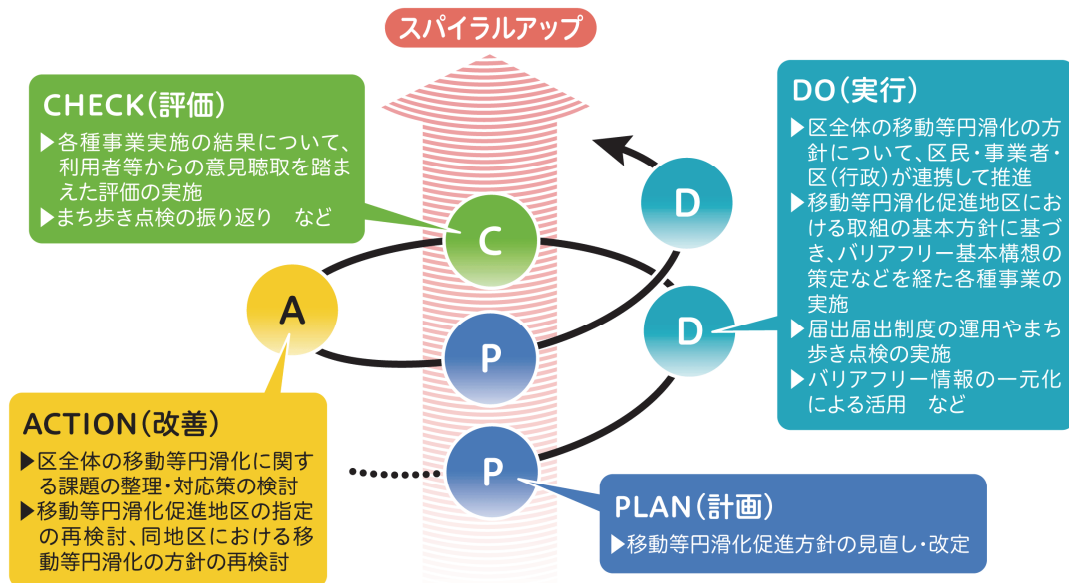 スパイラルアップ
CHECK(評価)
▶各種事業実施の結果について、
利用者等からの意見聴取を踏ま
えた評価の実施
▶まち歩き点検の振り返り　など
DO(実行)
▶区全体の移動等円滑化の方
針について、区民・事業者・
区(行政)が連携して推進
▶移動等円滑化促進地区にお
ける取組の基本方針に基づ
き、バリアフリー基本構想の
策定などを経た各種事業の
実施
▶届出届出制度の運用やまち
歩き点検の実施
▶バリアフリー情報の一元化
による活用　など
D
C
A
D
P
P
ACTION(改善)
▶区全体の移動等円滑化に関す
る課題の整理・対応策の検討
▶移動等円滑化促進地区の指定
の再検討、同地区における移
動等円滑化の方針の再検討
PLAN(計画)
▶移動等円滑化促進方針の見直し・改定